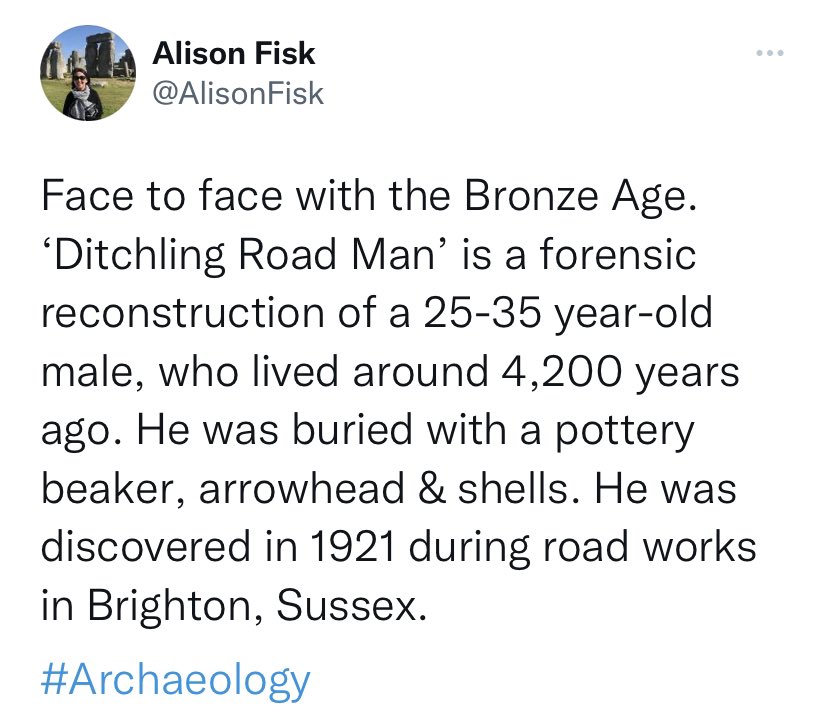 Alison Fisk
@AlisonFisk
Face to face with the Bronze Age.
‘Ditchling Road Man’ is a forensic
reconstruction of a 25-35 year-old
male, who lived around 4,200 years
ago. He was buried with a pottery
beaker, arrowhead & shells. He was
discovered in 1921 during road works
in Brighton, Sussex.
#Archaeology